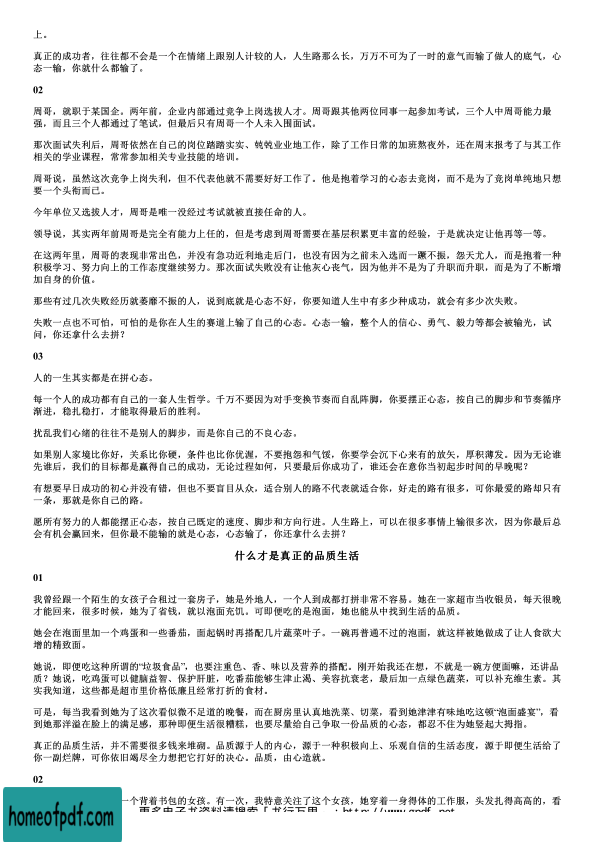 上。
真正的成功者，往往都不会是一个在情绪上跟别人计较的人，人生路那么长，万万不可为了一时的意气而输了做人的底气，心
态一输，你就什么都输了。
02
周哥，就职于某国企。两年前，企业内部通过竞争上岗选拔人才。周哥跟其他两位同事一起参加考试，三个人中周哥能力最
强，而且三个人都通过了笔试，但最后只有周哥一个人未入围面试。
那次面试失利后，周哥依然在自己的岗位踏踏实实、兢兢业业地工作，除了工作日常的加班熬夜外，还在周末报考了与其工作
相关的学业课程，常常参加相关专业技能的培训。
周哥说，虽然这次竞争上岗失利，但不代表他就不需要好好工作了。他是抱着学习的心态去竞岗，而不是为了竞岗单纯地只想
要一个头衔而已。
今年单位又选拔人才，周哥是唯一没经过考试就被直接任命的人。
领导说，其实两年前周哥是完全有能力上任的，但是考虑到周哥需要在基层积累更丰富的经验，于是就决定让他再等一等。
在这两年里，周哥的表现非常出色，并没有急功近利地走后门，也没有因为之前未入选而一蹶不振，怨天尤人，而是抱着一种
积极学习、努力向上的工作态度继续努力。那次面试失败没有让他灰心丧气，因为他并不是为了升职而升职，而是为了不断增
加自身的价值。
那些有过几次失败经历就萎靡不振的人，说到底就是心态不好，你要知道人生中有多少种成功，就会有多少次失败。
失败一点也不可怕，可怕的是你在人生的赛道上输了自己的心态。心态一输，整个人的信心、勇气、毅力等都会被输光，试
问，你还拿什么去拼？
03
人的一生其实都是在拼心态。
每一个人的成功都有自己的一套人生哲学。千万不要因为对手变换节奏而自乱阵脚，你要摆正心态，按自己的脚步和节奏循序
渐进，稳扎稳打，才能取得最后的胜利。
扰乱我们心绪的往往不是别人的脚步，而是你自己的不良心态。
如果别人家境比你好，关系比你硬，条件也比你优渥，不要抱怨和气馁，你要学会沉下心来有的放矢，厚积薄发。因为无论谁
先谁后，我们的目标都是赢得自己的成功，无论过程如何，只要最后你成功了，谁还会在意你当初起步时间的早晚呢？
有想要早日成功的初心并没有错，但也不要盲目从众，适合别人的路不代表就适合你，好走的路有很多，可你最爱的路却只有
一条，那就是你自己的路。
愿所有努力的人都能摆正心态，按自己既定的速度、脚步和方向行进。人生路上，可以在很多事情上输很多次，因为你最后总
会有机会赢回来，但你最不能输的就是心态，心态输了，你还拿什么去拼？
什么才是真正的品质生活
01
我曾经跟一个陌生的女孩子合租过一套房子，她是外地人，一个人到成都打拼非常不容易。她在一家超市当收银员，每天很晚
才能回来，很多时候，她为了省钱，就以泡面充饥。可即便吃的是泡面，她也能从中找到生活的品质。
她会在泡面里加一个鸡蛋和一些番茄，面起锅时再搭配几片蔬菜叶子。一碗再普通不过的泡面，就这样被她做成了让人食欲大
增的精致面。
她说，即便吃这种所谓的“垃圾食品”，也要注重色、香、味以及营养的搭配。刚开始我还在想，不就是一碗方便面嘛，还讲品
质？她说，吃鸡蛋可以健脑益智、保护肝脏，吃番茄能够生津止渴、美容抗衰老，最后加一点绿色蔬菜，可以补充维生素。其
实我知道，这些都是超市里价格低廉且经常打折的食材。
可是，每当我看到她为了这次看似微不足道的晚餐，而在厨房里认真地洗菜、切菜，看到她津津有味地吃这顿“泡面盛宴”，看
到她那洋溢在脸上的满足感，那种即便生活很糟糕，也要尽量给自己争取一份品质的心态，都忍不住为她竖起大拇指。
真正的品质生活，并不需要很多钱来堆砌。品质源于人的内心，源于一种积极向上、乐观自信的生活态度，源于即便生活给了
你一副烂牌，可你依旧竭尽全力想把它打好的决心。品质，由心造就。
02
一个背着书包的女孩。有一次，我特意关注了这个女孩，她穿着一身得体的工作服，头发扎得高高的，看
homeofpdf.com